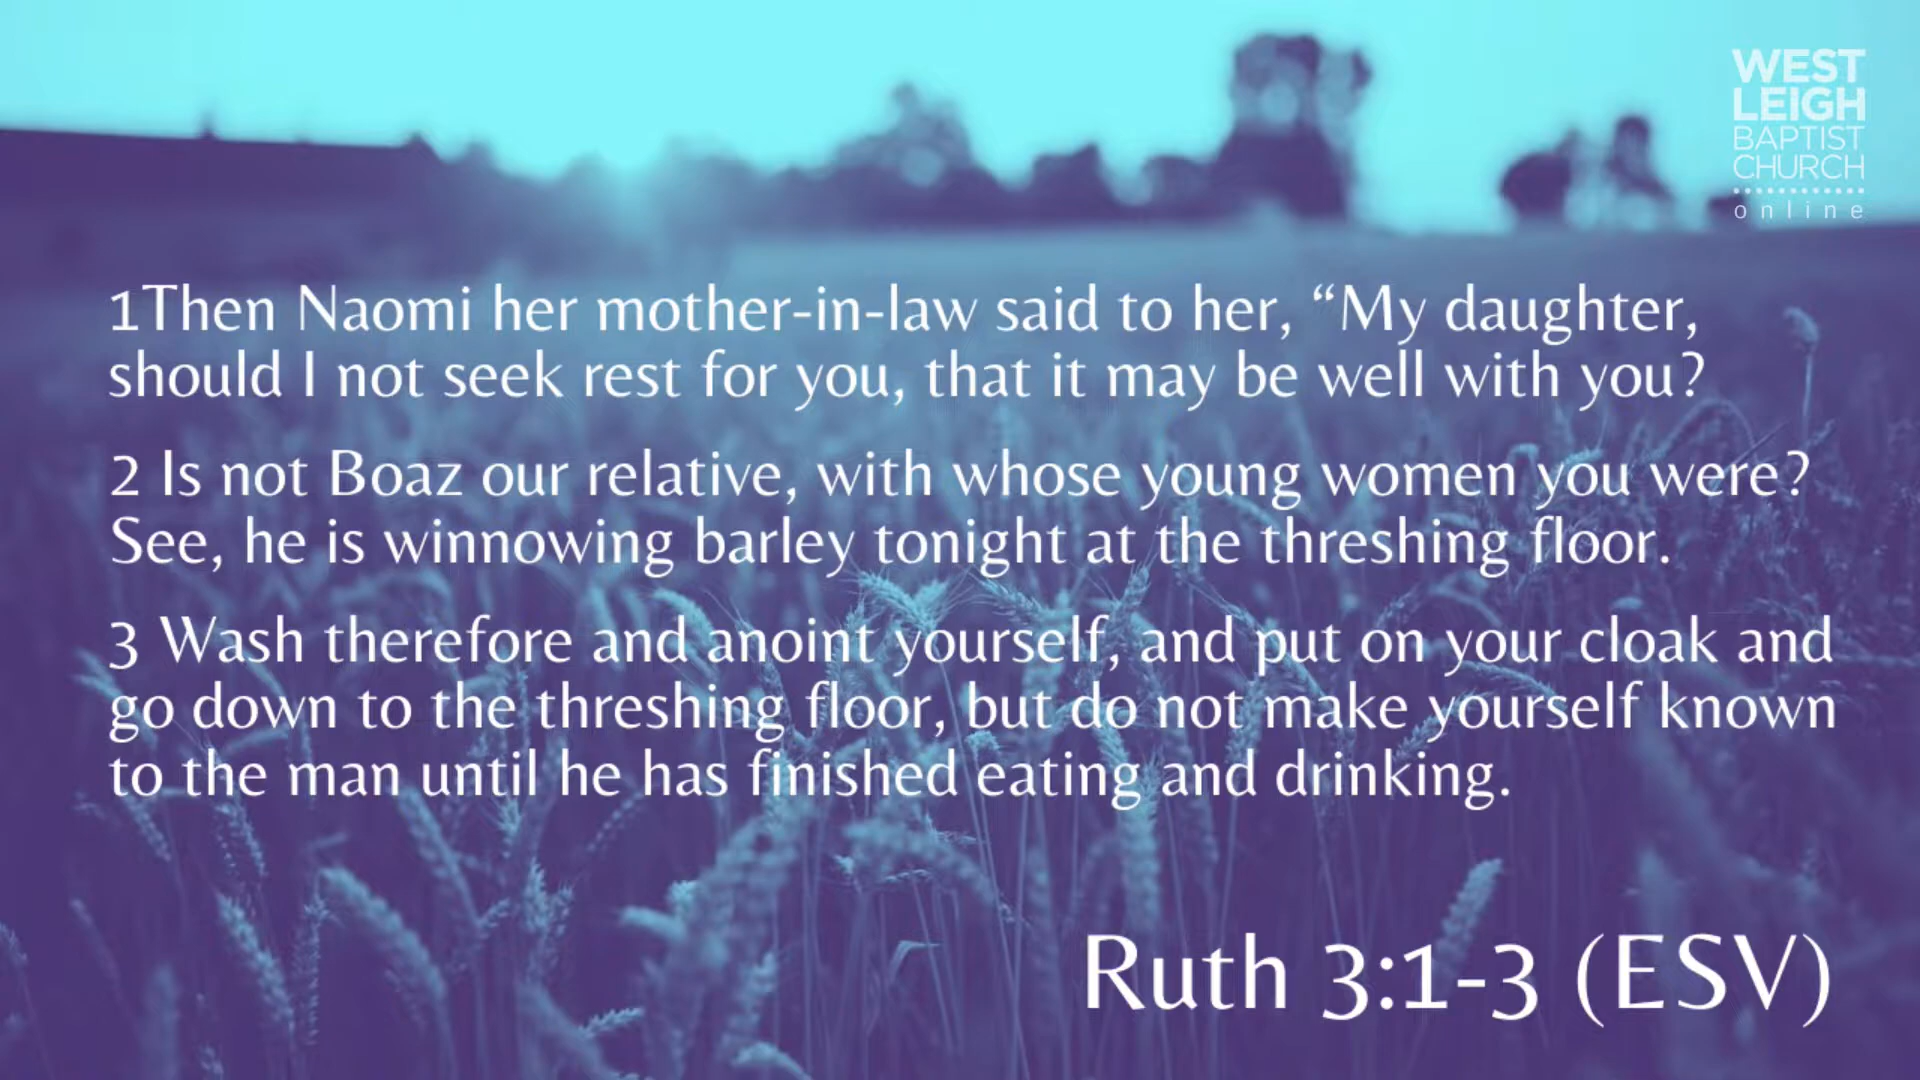 WEST
LEIGH
BAPTIST
CHURCH
online
1Then Naomi her mother-in-law said to her, “My daughter,
should I not seek rest for you, that it may be well with you?
2 Is not Boaz our relative, with whose young women you were?
See, he is winnowing barley tonight at the threshing floor.
3 Wash therefore and anoint yourself, and put on your cloak and
go down to the threshing floor, but do not make yourself known
to the man until he has finished eating and drinking.
Ruth 3:1-3 (ESV)